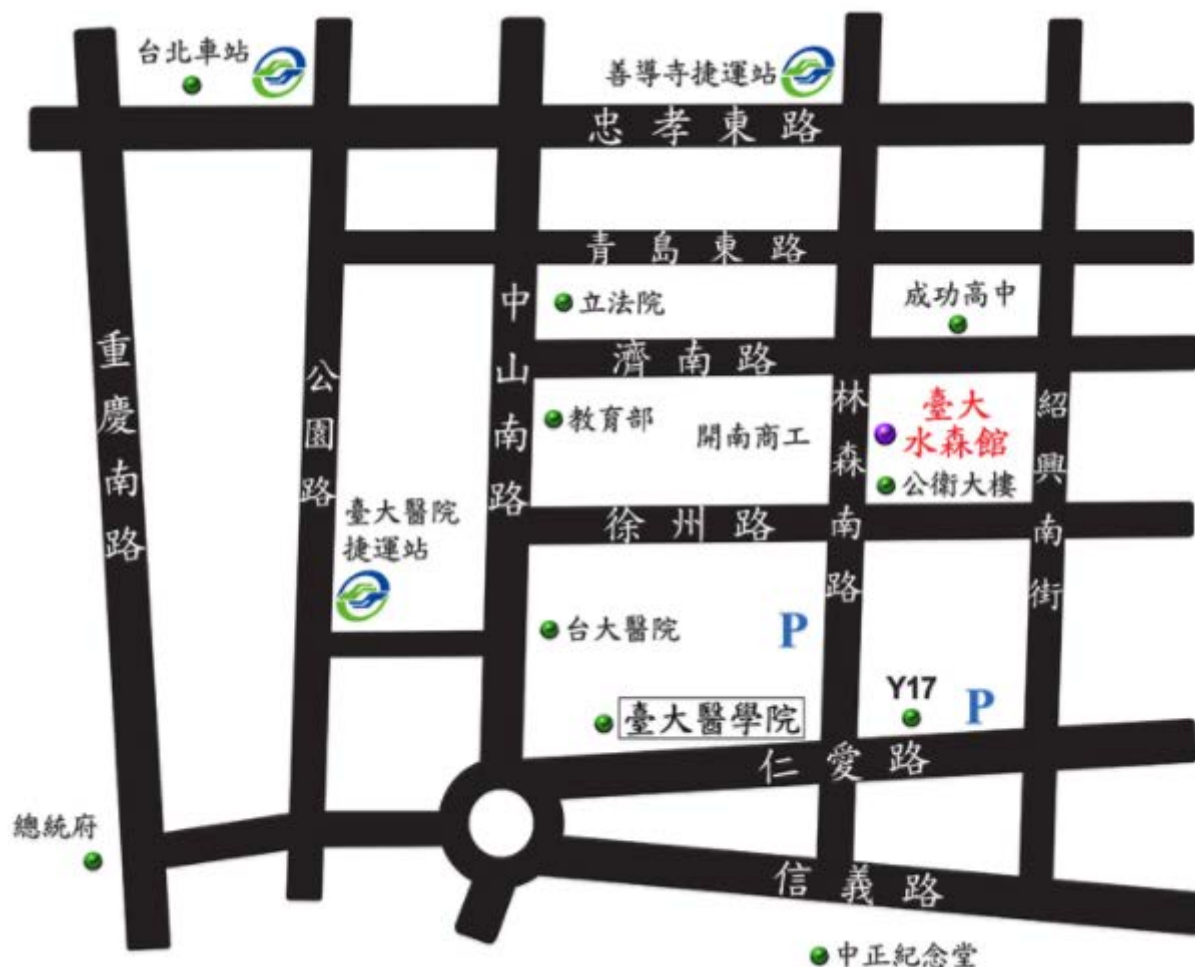 台北車站
善導寺捷運站
忠孝東路
青島東路
立法院
成功高中
中山南路
濟南路
重慶南路
公園路
教育部
開南商工
林森南路
臺大
水森館
紹興南街
公衛大樓
臺大醫院
捷運站
徐州路
台大醫院
P
Y17
P
臺大醫學院
仁愛路
總統府
信義路
中正紀念堂